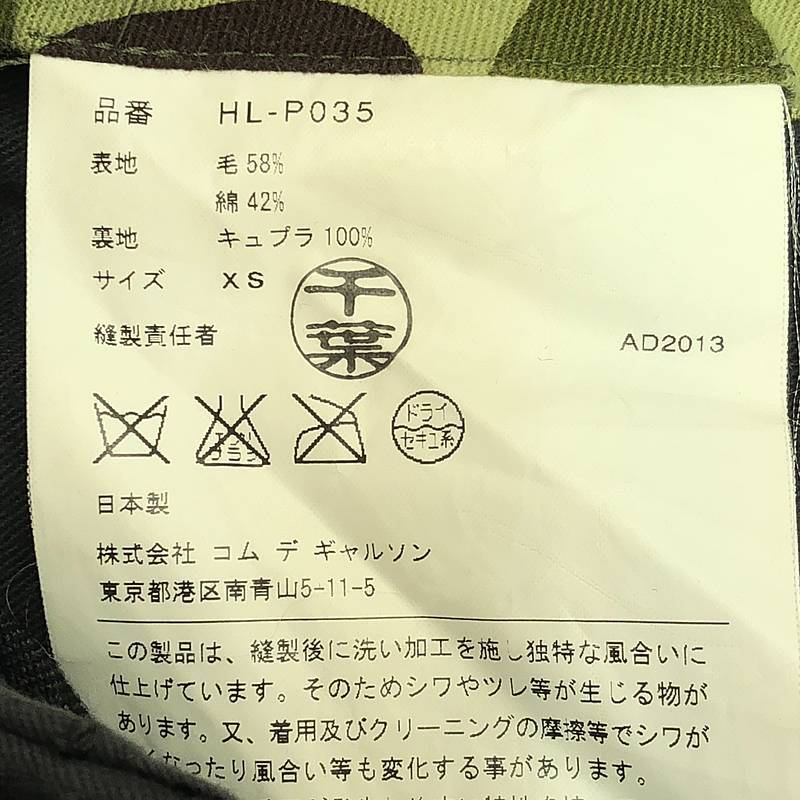 品番 HL-P035
表地 毛 58%
綿 42%
裏地 キュプラ 100%
サイズ XS
千葉
縫製責任者
AD2013
エンソ
サラシ
ドライ
セキユ系
日本製
株式会社 コム デ ギャルソン
東京都港区南青山5-11-5
この製品は、縫製後に洗い加工を施し独特な風合いに
仕上げています。そのためシワやツレ等が生じる物が
あります。又、着用及びクリーニングの摩擦等でシワが
くなったり風合い等も変化する事があります。